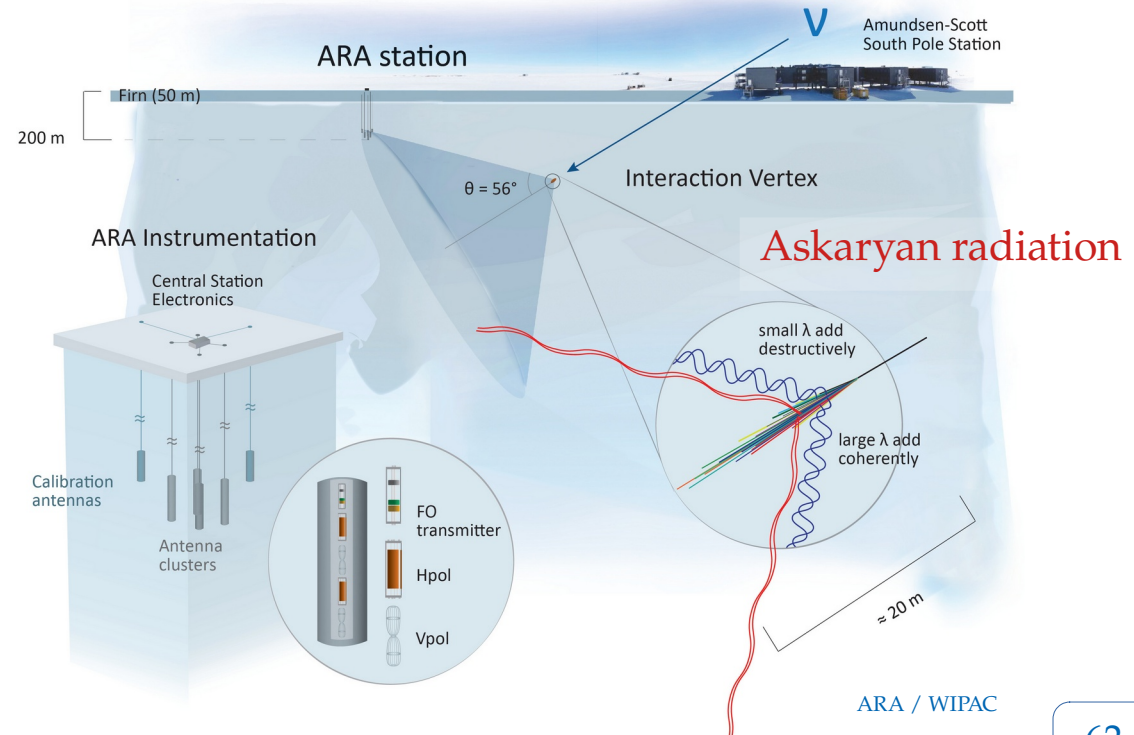 ν
Amundsen-Scott
South Pole Station
ARA station
Firn (50 m)
200 m
θ = 56°
Interaction Vertex
Askaryan radiation
ARA Instrumentation
Central Station
Electronics
small λ add
destructively
large λ add
coherently
Calibration
antennas
Antenna
clusters
FO
transmitter
Hpol
Vpol
≈ 20 m
ARA / WIPAC